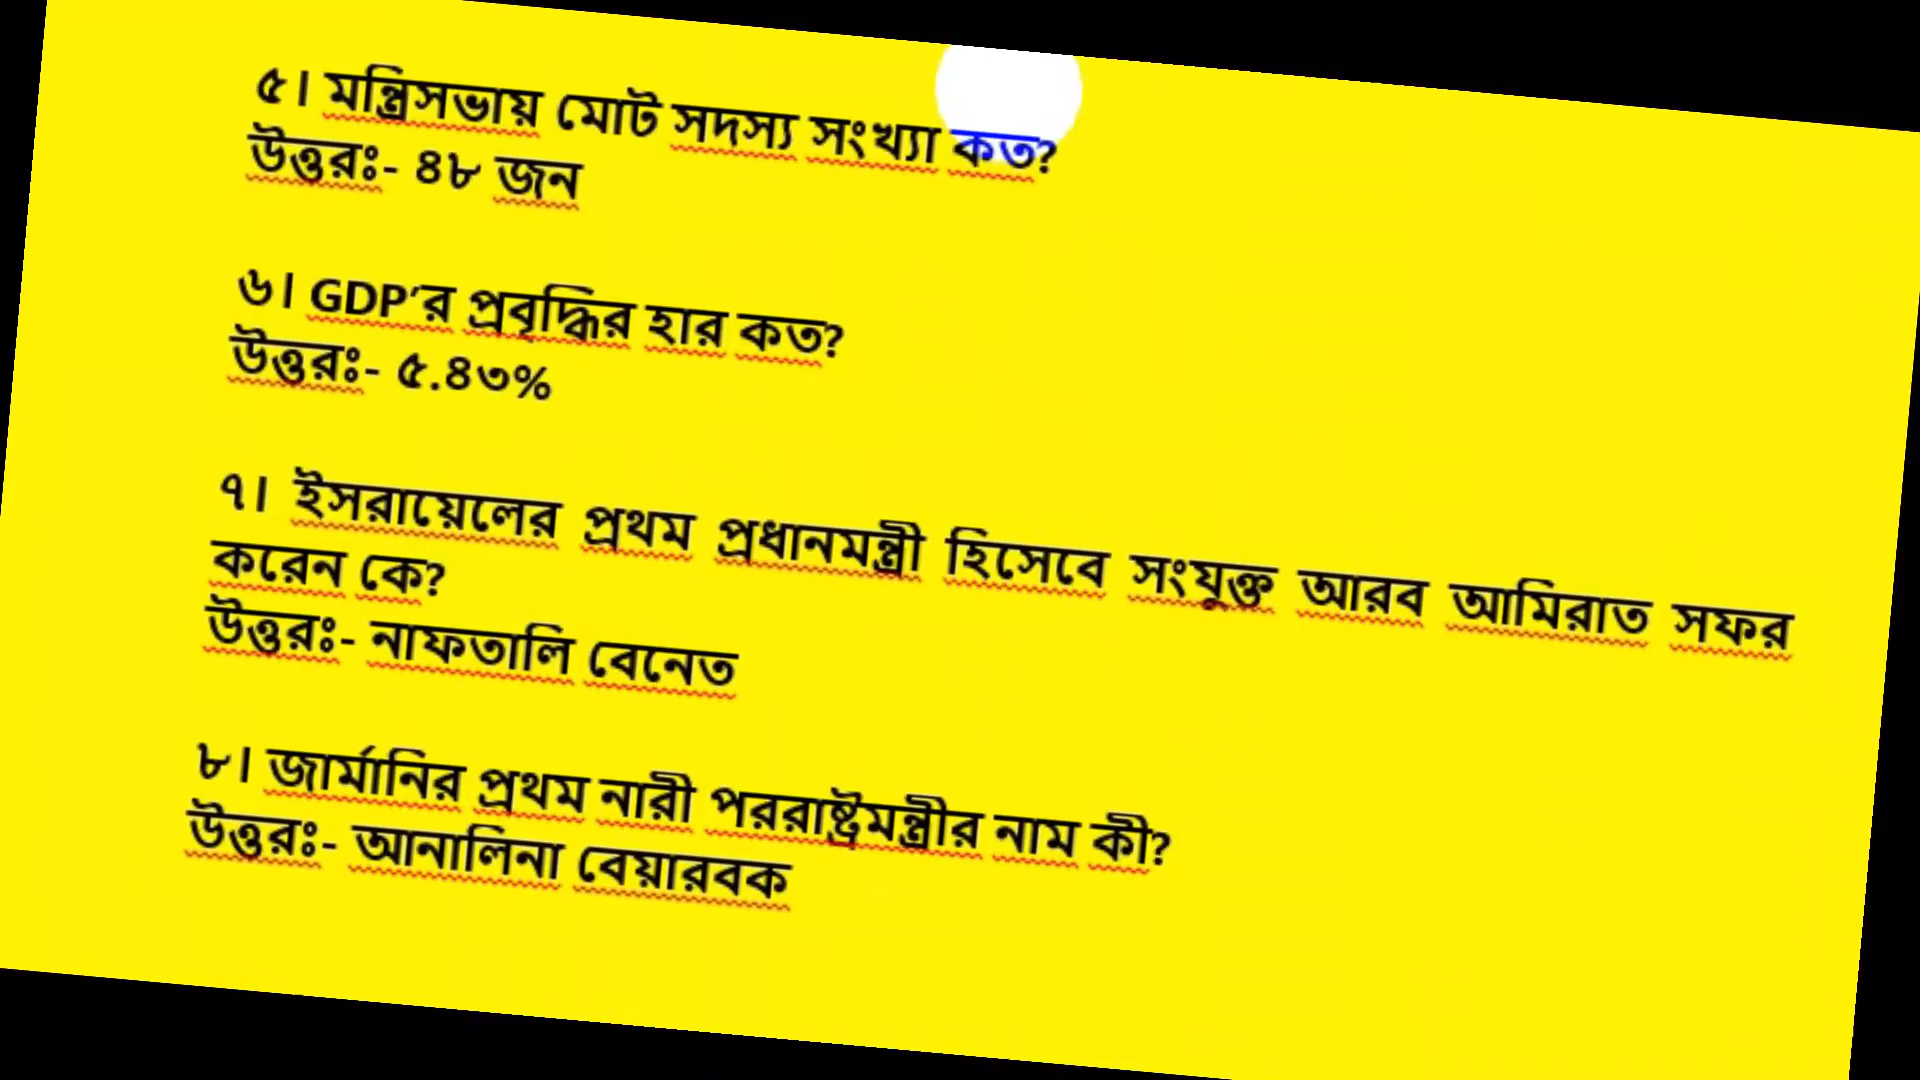 ৫। মন্ত্রিসভায় মোট সদস্য সংখ্যা কত?
উত্তরঃ- ৪৮ জন
৬। GDP’র প্রবৃদ্ধির হার কত?
উত্তরঃ- ৫.৪৩%
৭। ইসরায়েলের প্রথম প্রধানমন্ত্রী হিসেবে সংযুক্ত আরব আমিরাত সফর
করেন কে?
উত্তরঃ- নাফতালি বেনেত
৮। জার্মানির প্রথম নারী পররাষ্ট্রমন্ত্রীর নাম কী?
উত্তরঃ- আনালিনা বেয়ারবক